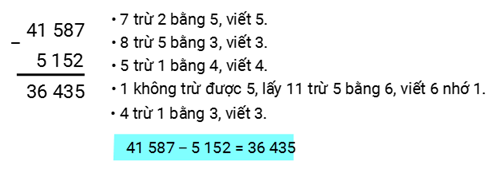 41 587
–
5 152
36 435
• 7 trừ 2 bằng 5, viết 5.
• 8 trừ 5 bằng 3, viết 3.
• 5 trừ 1 bằng 4, viết 4.
• 1 không trừ được 5, lấy 11 trừ 5 bằng 6, viết 6 nhớ 1.
• 4 trừ 1 bằng 3, viết 3.
41 587 – 5 152 = 36 435